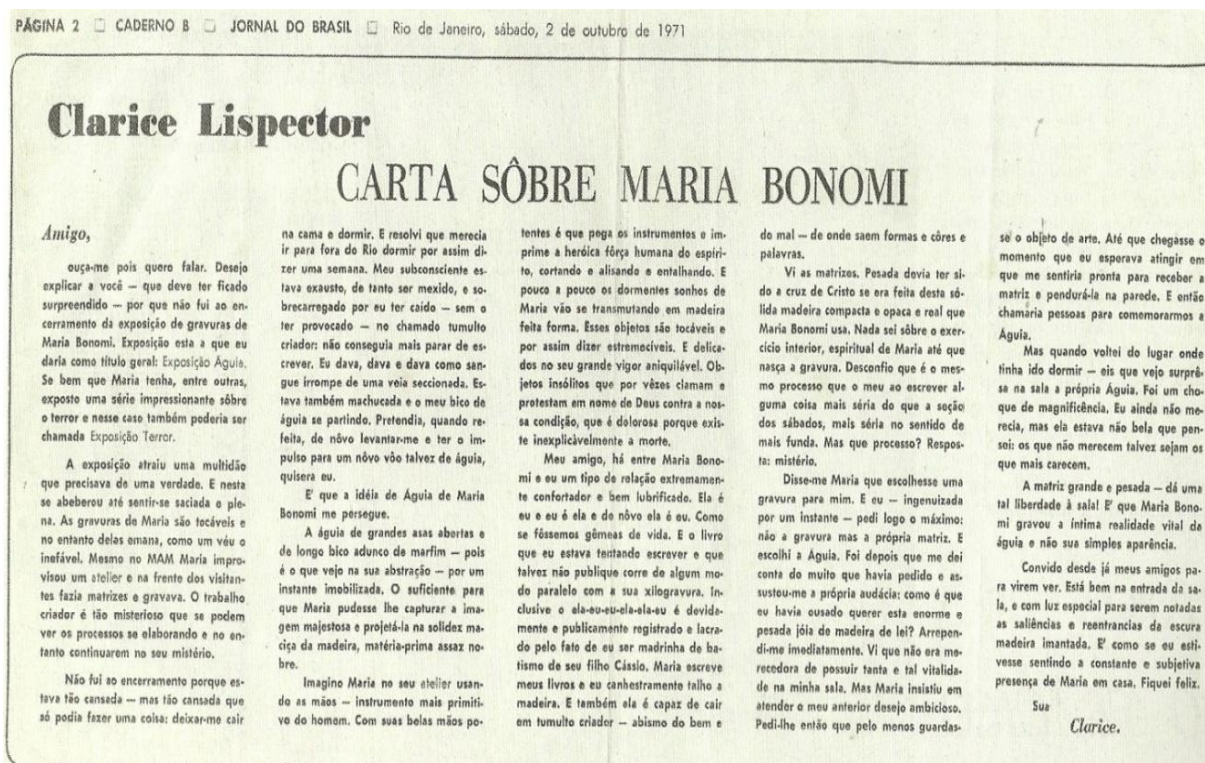 PÁGINA 2 □ CADERNO B □ JORNAL DO BRASIL □ Rio de Janeiro, sábado, 2 de outubro de 1971
Clarice Lispector
CARTA SÔBRE MARIA BONOMI
Amigo,
ouça-me pois quero falar. Desejo
explicar a você — que deve ter ficado
surpreendido — por que não fui ao en-
cerramento da exposição de gravuras de
Maria Bonomi. Exposição esta a que eu
daria como título geral: Exposição Águia.
Se bem que Maria tenha, entre outras,
exposto uma série impressionante sôbre
o terror e nesse caso também poderia ser
chamada Exposição Terror.
A exposição atraiu uma multidão
que precisava de uma verdade. E nesta
se abeberou até sentir-se saciada e ple-
na. As gravuras de Maria são tocáveis e
no entanto delas emana, como um véu o
inefável. Mesmo no MAM Maria impro-
visou um atelier e na frente dos visitan-
tes fazia matrizes e gravava. O trabalho
criador é tão misterioso que se podem
ver os processos se elaborando e no en-
tanto continuarem no seu mistério.
Não fui ao encerramento porque es-
tava tão cansada — mas tão cansada que
só podia fazer uma coisa: deixar-me cair
na cama e dormir. E resolvi que merecia
ir para fora do Rio dormir por assim di-
zer uma semana. Meu subconsciente es-
tava exausto, de tanto ser mexido, e so-
brecarregado por eu ter caído — sem o
ter provocado — no chamado tumulto
criador: não conseguia mais parar de es-
crever. Eu dava, dava e dava como san-
gue irrompe de uma veia seccionada. Es-
tava também machucada e o meu bico de
águia se partindo. Pretendia, quando re-
feita, de nôvo levantar-me e ter o im-
pulso para um nôvo vôo talvez de águia,
quisera eu.
E' que a idéia de Águia de Maria
Bonomi me persegue.
A águia de grandes asas abertas e
de longo bico adunco de marfim — pois
é o que vejo na sua abstração — por um
instante imobilizada. O suficiente para
que Maria pudesse lhe capturar a ima-
gem majestosa e projetá-la na solidez ma-
ciça da madeira, matéria-prima assaz no-
bre.
Imagino Maria no seu atelier usan-
do as mãos — instrumento mais primiti-
vo do homem. Com suas belas mãos po-
tentes é que pega os instrumentos e im-
prime a heróica fôrça humana do espíri-
to, cortando e alisando e entalhando. E
pouco a pouco os dormentes sonhos de
Maria vão se transmutando em madeira
feita forma. Esses objetos são tocáveis e
por assim dizer estremecíveis. E delica-
dos no seu grande vigor aniquilável. Ob-
jetos insólitos que por vêzes clamam e
protestam em nome de Deus contra a nos-
sa condição, que é dolorosa porque exis-
te inexplicàvelmente a morte.
Meu amigo, há entre Maria Bono-
mi e eu um tipo de relação extremamen-
te confortador e bem lubrificado. Ela é
eu e eu é ela e de nôvo ela é eu. Como
se fôssemos gêmeas de vida. E o livro
que eu estava tentando escrever e que
talvez não publique corre de algum mo-
do paralelo com a sua xilogravura. In-
clusive o ela-eu-eu-ela-ela-eu é devida-
mente e publicamente registrado e lacra-
do pelo fato de eu ser madrinha de ba-
tismo de seu filho Cássio. Maria escreve
meus livros e eu canhestramente talho a
madeira. E também ela é capaz de cair
em tumulto criador — abismo do bem e
do mal — de onde saem formas e côres e
palavras.
Vi as matrizes. Pesada devia ter si-
do a cruz de Cristo se era feita desta só-
lida madeira compacta e opaca e real que
Maria Bonomi usa. Nada sei sôbre o exer-
cício interior, espiritual de Maria até que
nasça a gravura. Desconfio que é o mes-
mo processo que o meu ao escrever al-
guma coisa mais séria do que a seção
dos sábados, mais séria no sentido de
mais funda. Mas que processo? Respos-
ta: mistério.
Disse-me Maria que escolhesse uma
gravura para mim. E eu — ingenuizada
por um instante — pedi logo o máximo:
não a gravura mas a própria matriz. E
escolhi a Águia. Foi depois que me dei
conta do muito que havia pedido e as-
sustou-me a própria audácia: como é que
eu havia ousado querer esta enorme e
pesada jóia de madeira de lei? Arrepen-
di-me imediatamente. Vi que não era me-
recedora de possuir tanta e tal vitalida-
de na minha sala. Mas Maria insistiu em
atender o meu anterior desejo ambicioso.
Pedi-lhe então que pelo menos guardas-
se o objeto de arte. Até que chegasse o
momento que eu esperava atingir em
que me sentiria pronta para receber a
matriz e pendurá-la na parede. E então
chamaria pessoas para comemorarmos a
Águia.
Mas quando voltei do lugar onde
tinha ido dormir — eis que vejo surprê-
sa na sala a própria Águia. Foi um cho-
que de magnificência. Eu ainda não me-
recia, mas ela estava não bela que pen-
sei: os que não merecem talvez sejam os
que mais carecem.
A matriz grande e pesada — dá uma
tal liberdade à sala! E' que Maria Bono-
mi gravou a íntima realidade vital da
águia e não sua simples aparência.
Convido desde já meus amigos pa-
ra virem ver. Está bem na entrada da sa-
la, e com luz especial para serem notadas
as saliências e reentrancias da escura
madeira imantada. E' como se eu esti-
vesse sentindo a constante e subjetiva
presença de Maria em casa. Fiquei feliz.
Sua
Clarice.